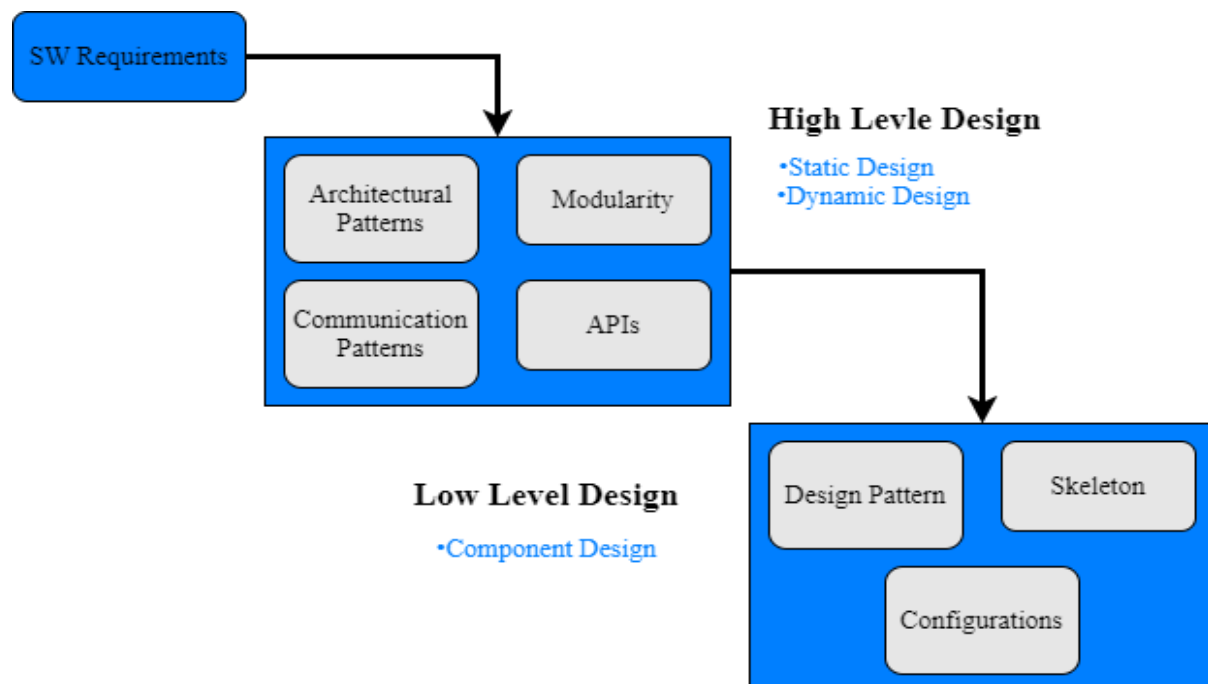 SW Requirements
High Levle Design
•Static Design
•Dynamic Design
Architectural
Patterns
Modularity
Communication
Patterns
APIs
Low Level Design
•Component Design
Design Pattern
Skeleton
Configurations